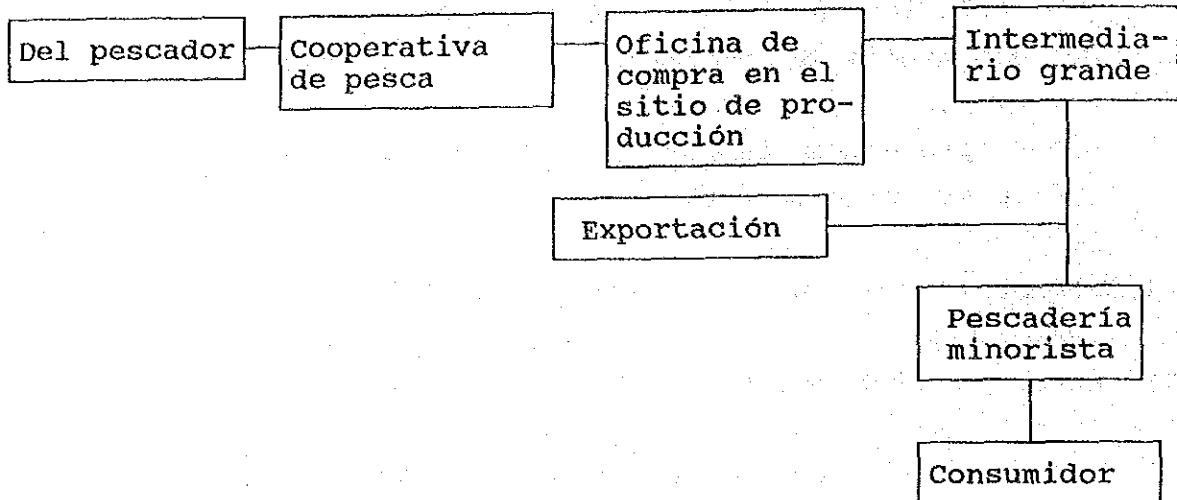 Del pescador
Cooperativa
de pesca
Oficina de
compra en el
sitio de pro-
ducción
Intermedia-
rio grande
Exportación
Pescadería
minorista
Consumidor